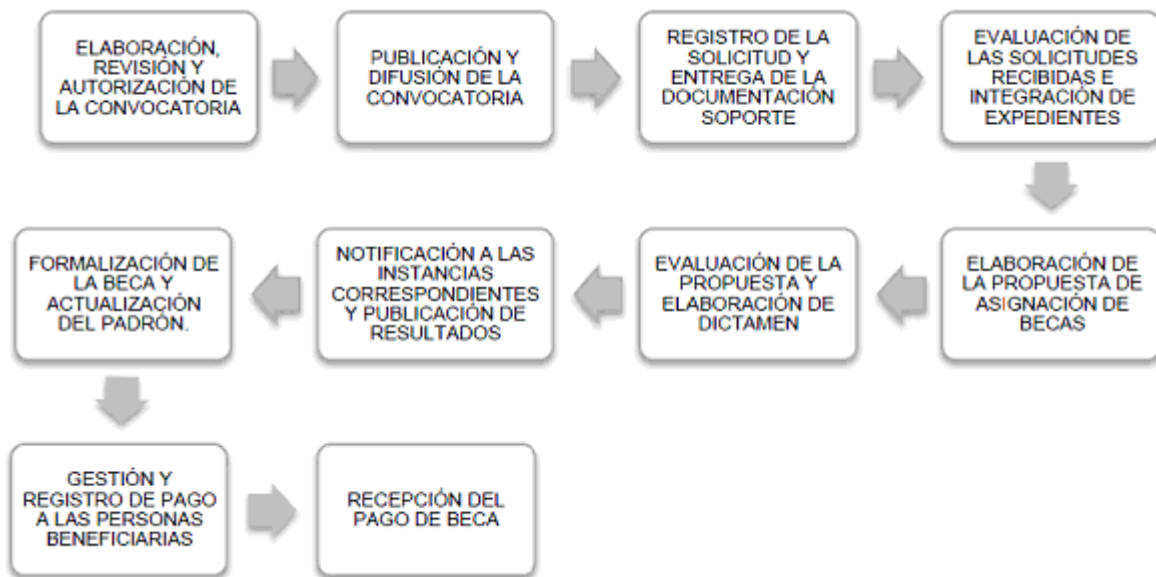 ELABORACIÓN,
REVISIÓN Y
AUTORIZACIÓN DE
LA CONVOCATORIA
PUBLICACIÓN Y
DIFUSIÓN DE LA
CONVOCATORIA
REGISTRO DE LA
SOLICITUD Y
ENTREGA DE LA
DOCUMENTACIÓN
SOPORTE
EVALUACIÓN DE
LAS SOLICITUDES
RECIBIDAS E
INTEGRACIÓN DE
EXPEDIENTES
ELABORACIÓN DE
LA PROPUESTA DE
ASIGNACIÓN DE
BECAS
EVALUACIÓN DE LA
PROPUESTA Y
ELABORACIÓN DE
DICTAMEN
NOTIFICACIÓN A LAS
INSTANCIAS
CORRESPONDIENTES
Y PUBLICACIÓN DE
RESULTADOS
FORMALIZACIÓN DE
LA BECA Y
ACTUALIZACIÓN
DEL PADRÓN.
GESTIÓN Y
REGISTRO DE PAGO
A LAS PERSONAS
BENEFICIARIAS
RECEPCIÓN DEL
PAGO DE BECA